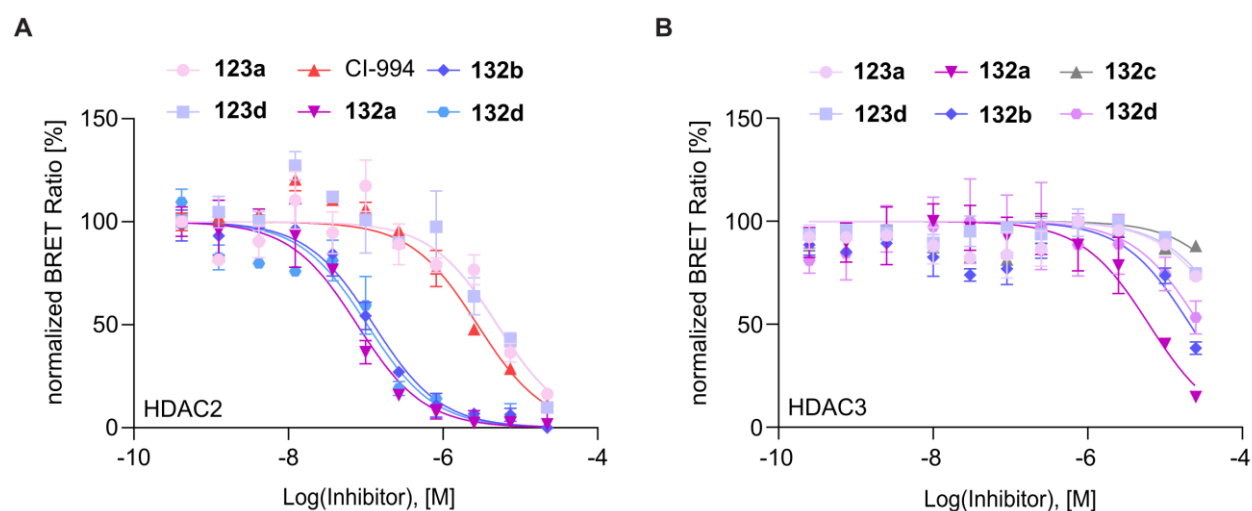 A
123a CI-994 132b
123d 132a 132d
normalized BRET Ratio [%]
150
100
50
0
HDAC2
-10 -8 -6 -4
Log(Inhibitor), [M]
B
123a 132a 132c
123d 132b 132d
normalized BRET Ratio [%]
150
100
50
0
HDAC3
-10 -8 -6 -4
Log(Inhibitor), [M]